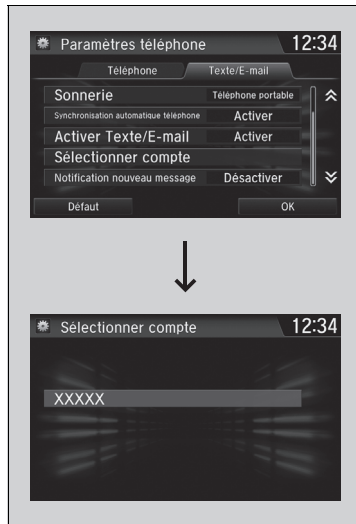 Paramètres téléphone 12:34
Téléphone Texte/E-mail
Sonnerie Téléphone portable
Synchronisation automatique téléphone Activer
Activer Texte/E-mail Activer
Sélectionner compte
Notification nouveau message Désactiver
Défaut OK
Sélectionner compte 12:34
XXXXX